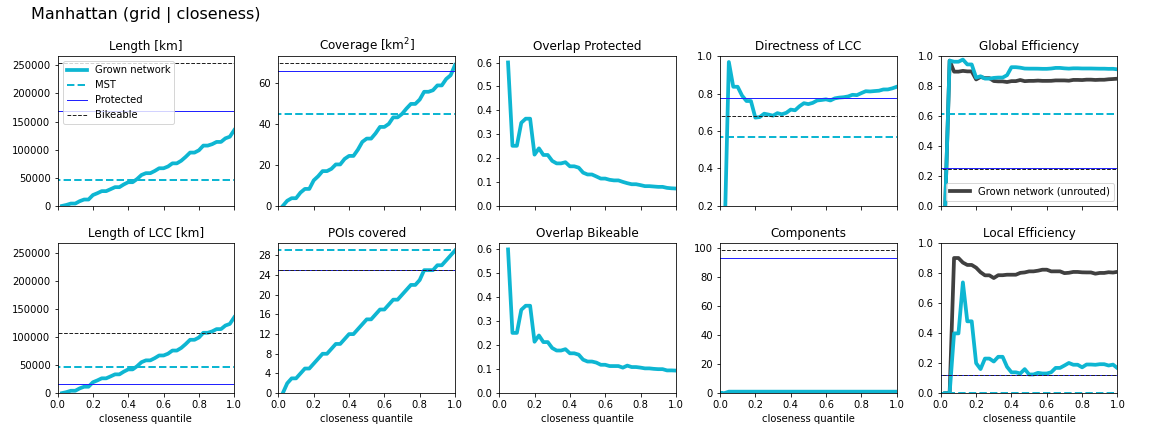 Manhattan (grid | closeness)
Length [km]
Coverage [km²]
Overlap Protected
Directness of LCC
Global Efficiency
250000
200000
150000
100000
50000
0
Grown network
MST
Protected
Bikeable
60
40
20
0
0.6
0.5
0.4
0.3
0.2
0.1
0.0
1.0
0.8
0.6
0.4
0.2
1.0
0.8
0.6
0.4
0.2
0.0
Grown network (unrouted)
Length of LCC [km]
POIs covered
Overlap Bikeable
Components
Local Efficiency
250000
200000
150000
100000
50000
0
28
24
20
16
12
8
4
0
0.6
0.5
0.4
0.3
0.2
0.1
0.0
100
80
60
40
20
0
1.0
0.8
0.6
0.4
0.2
0.0
0.0 0.2 0.4 0.6 0.8 1.0
0.0 0.2 0.4 0.6 0.8 1.0
0.0 0.2 0.4 0.6 0.8 1.0
0.0 0.2 0.4 0.6 0.8 1.0
0.0 0.2 0.4 0.6 0.8 1.0
closeness quantile
closeness quantile
closeness quantile
closeness quantile
closeness quantile